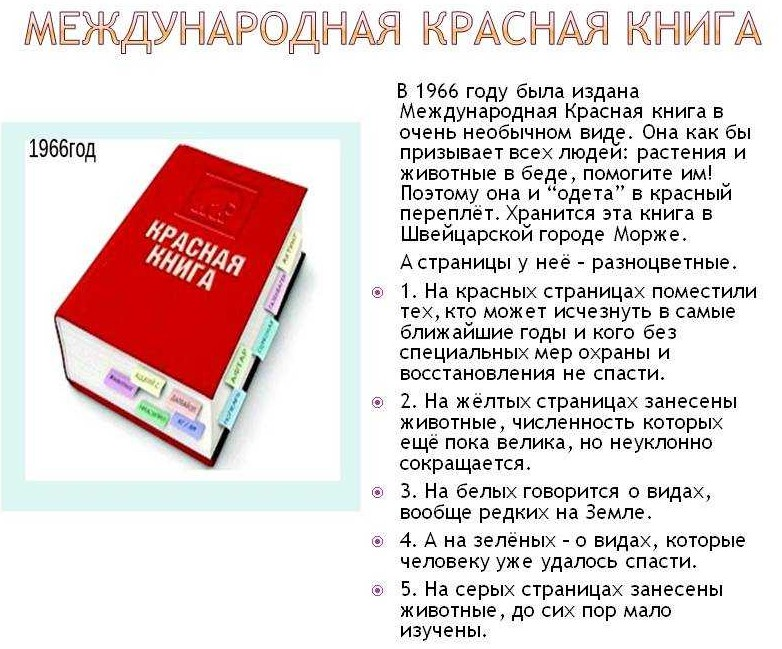 МЕЖДУНАРОДНАЯ КРАСНАЯ КНИГА
1966год
КРАСНАЯ
КНИГА
АФТАР
В 1966 году была издана
Международная Красная книга в
очень необычном виде. Она как бы
призывает всех людей: растения и
животные в беде, помогите им!
Поэтому она и “одета” в красный
переплёт. Хранится эта книга в
Швейцарской городе Морже.
А страницы у неё – разноцветные.
1. На красных страницах поместили
тех, кто может исчезнуть в самые
ближайшие годы и кого без
специальных мер охраны и
восстановления не спасти.
2. На жёлтых страницах занесены
животные, численность которых
ещё пока велика, но неуклонно
сокращается.
3. На белых говорится о видах,
вообще редких на Земле.
4. А на зелёных – о видах, которые
человеку уже удалось спасти.
5. На серых страницах занесены
животные, до сих пор мало
изучены.